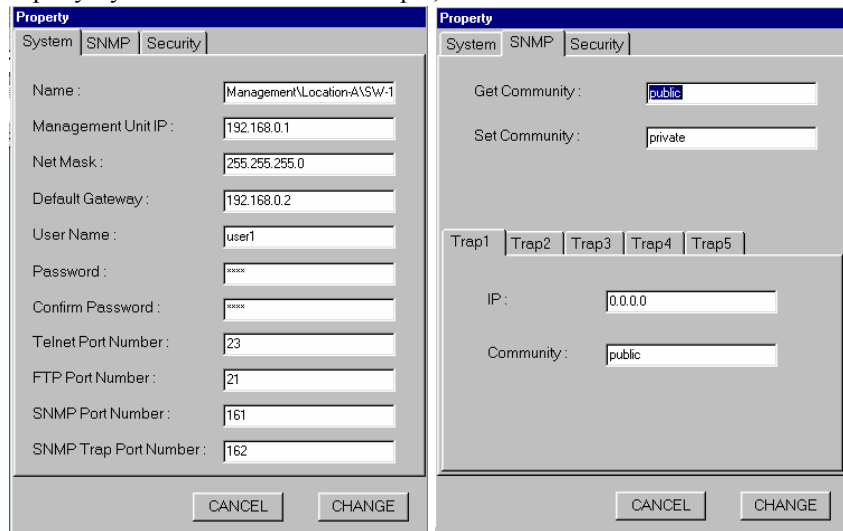 Property
System SNMP Security
Name : Management\Location-A\SW-1
Management Unit IP : 192.168.0.1
Net Mask : 255.255.255.0
Default Gateway : 192.168.0.2
User Name : user1
Password : ****
Confirm Password : ****
Telnet Port Number : 23
FTP Port Number : 21
SNMP Port Number : 161
SNMP Trap Port Number : 162
CANCEL CHANGE
Property
System SNMP Security
Get Community : public
Set Community : private
Trap1 Trap2 Trap3 Trap4 Trap5
IP : 0.0.0.0
Community : public
CANCEL CHANGE